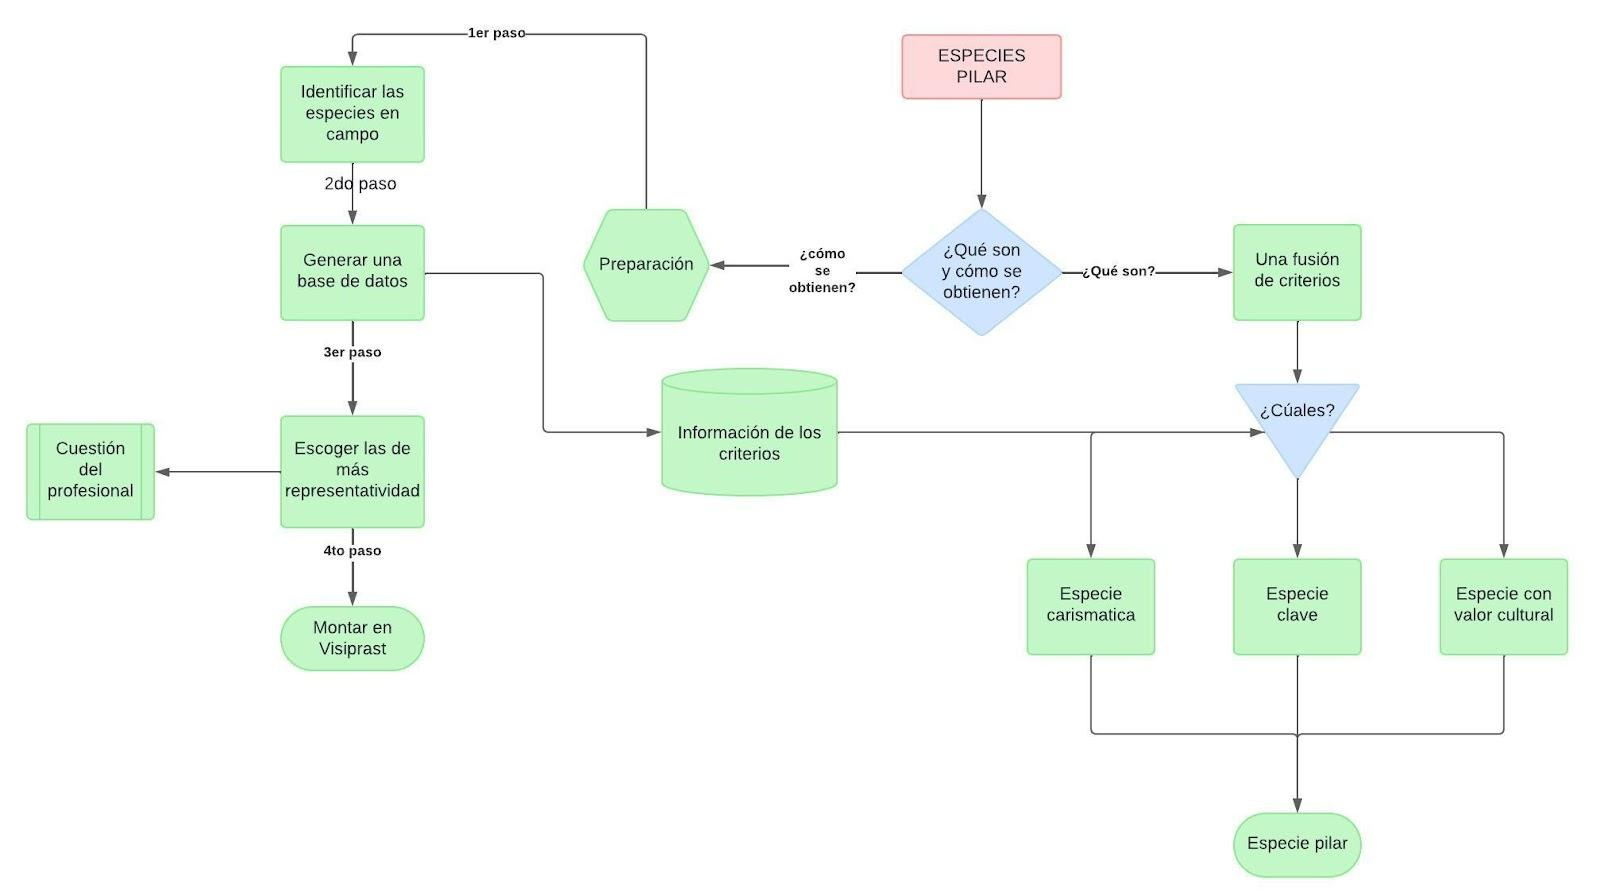 1er paso
ESPECIES
PILAR
Identificar las
especies en
campo
2do paso
Generar una
base de datos
Preparación
¿cómo
se
obtienen?
¿Qué son
y cómo se
obtienen?
¿Qué son?
Una fusión
de criterios
3er paso
¿Cúales?
Cuestión
del
profesional
Escoger las de
más
representatividad
Información de los
criterios
4to paso
Montar en
Visiprast
Especie
carismatica
Especie
clave
Especie con
valor cultural
Especie pilar